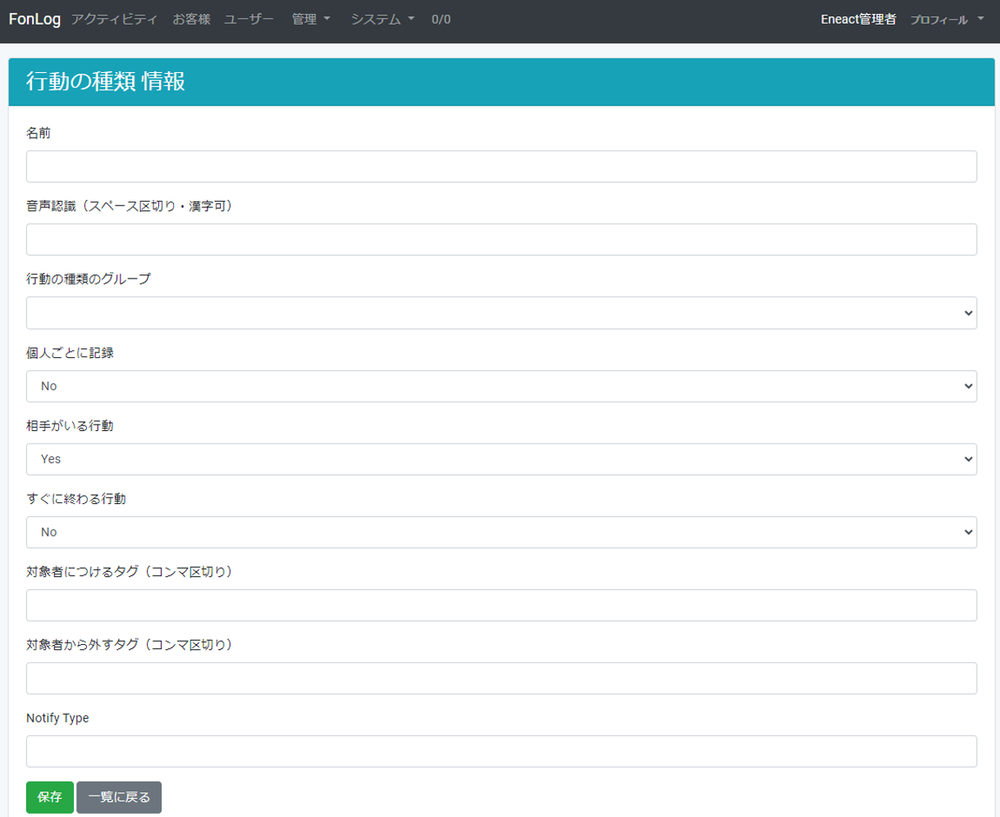 FonLog アクティビティ お客様 ユーザー 管理 システム 0/0 Eneact管理者 プロフィール
行動の種類 情報
名前
音声認識（スペース区切り・漢字可）
行動の種類のグループ
個人ごとに記録
No
相手がいる行動
Yes
すぐに終わる行動
No
対象者につけるタグ（コンマ区切り）
対象者から外すタグ（コンマ区切り）
Notify Type
保存 一覧に戻る